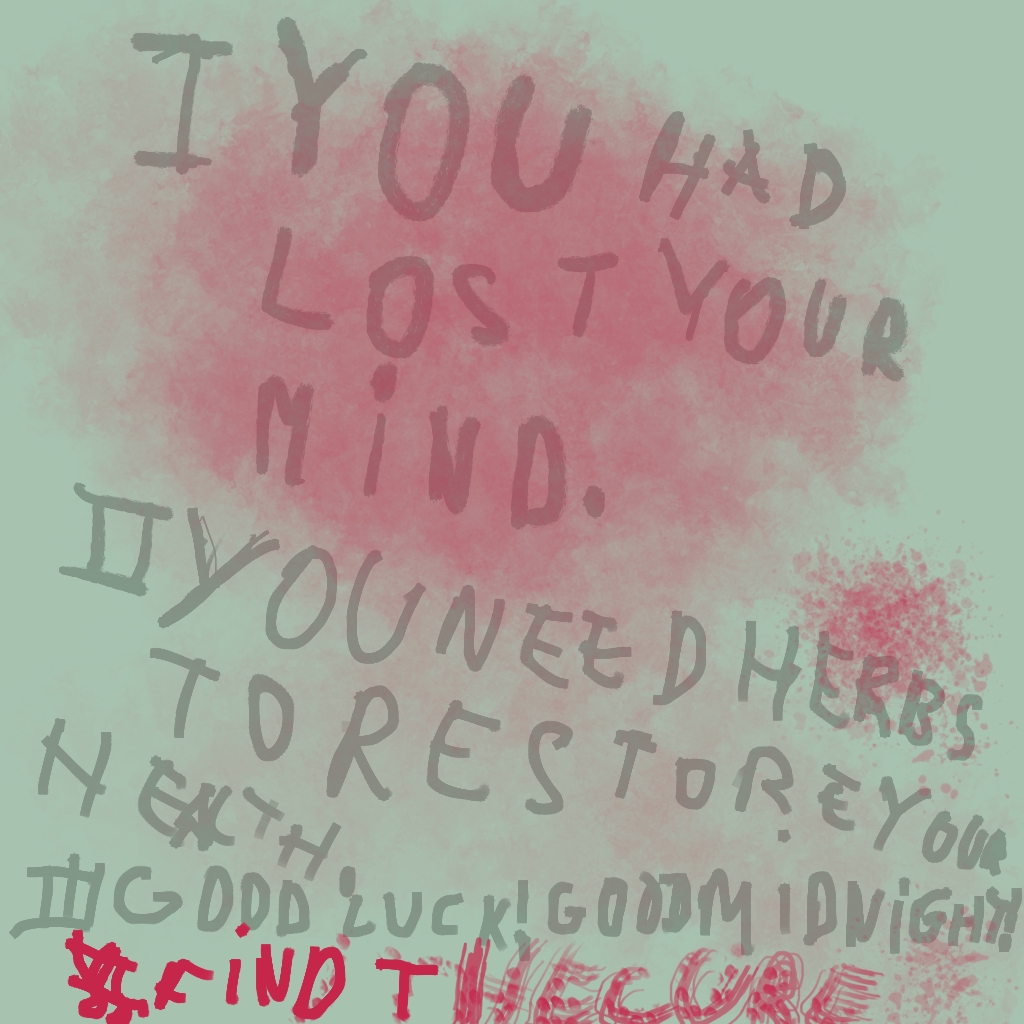 I YOU HAD
LOST YOUR
MiND.
II YOU NEED HERBS
TO RESTORE YOUR
HEALTH.
III GOOD LUCK! GOOD MIDNiGHT!
FiND THE CURE